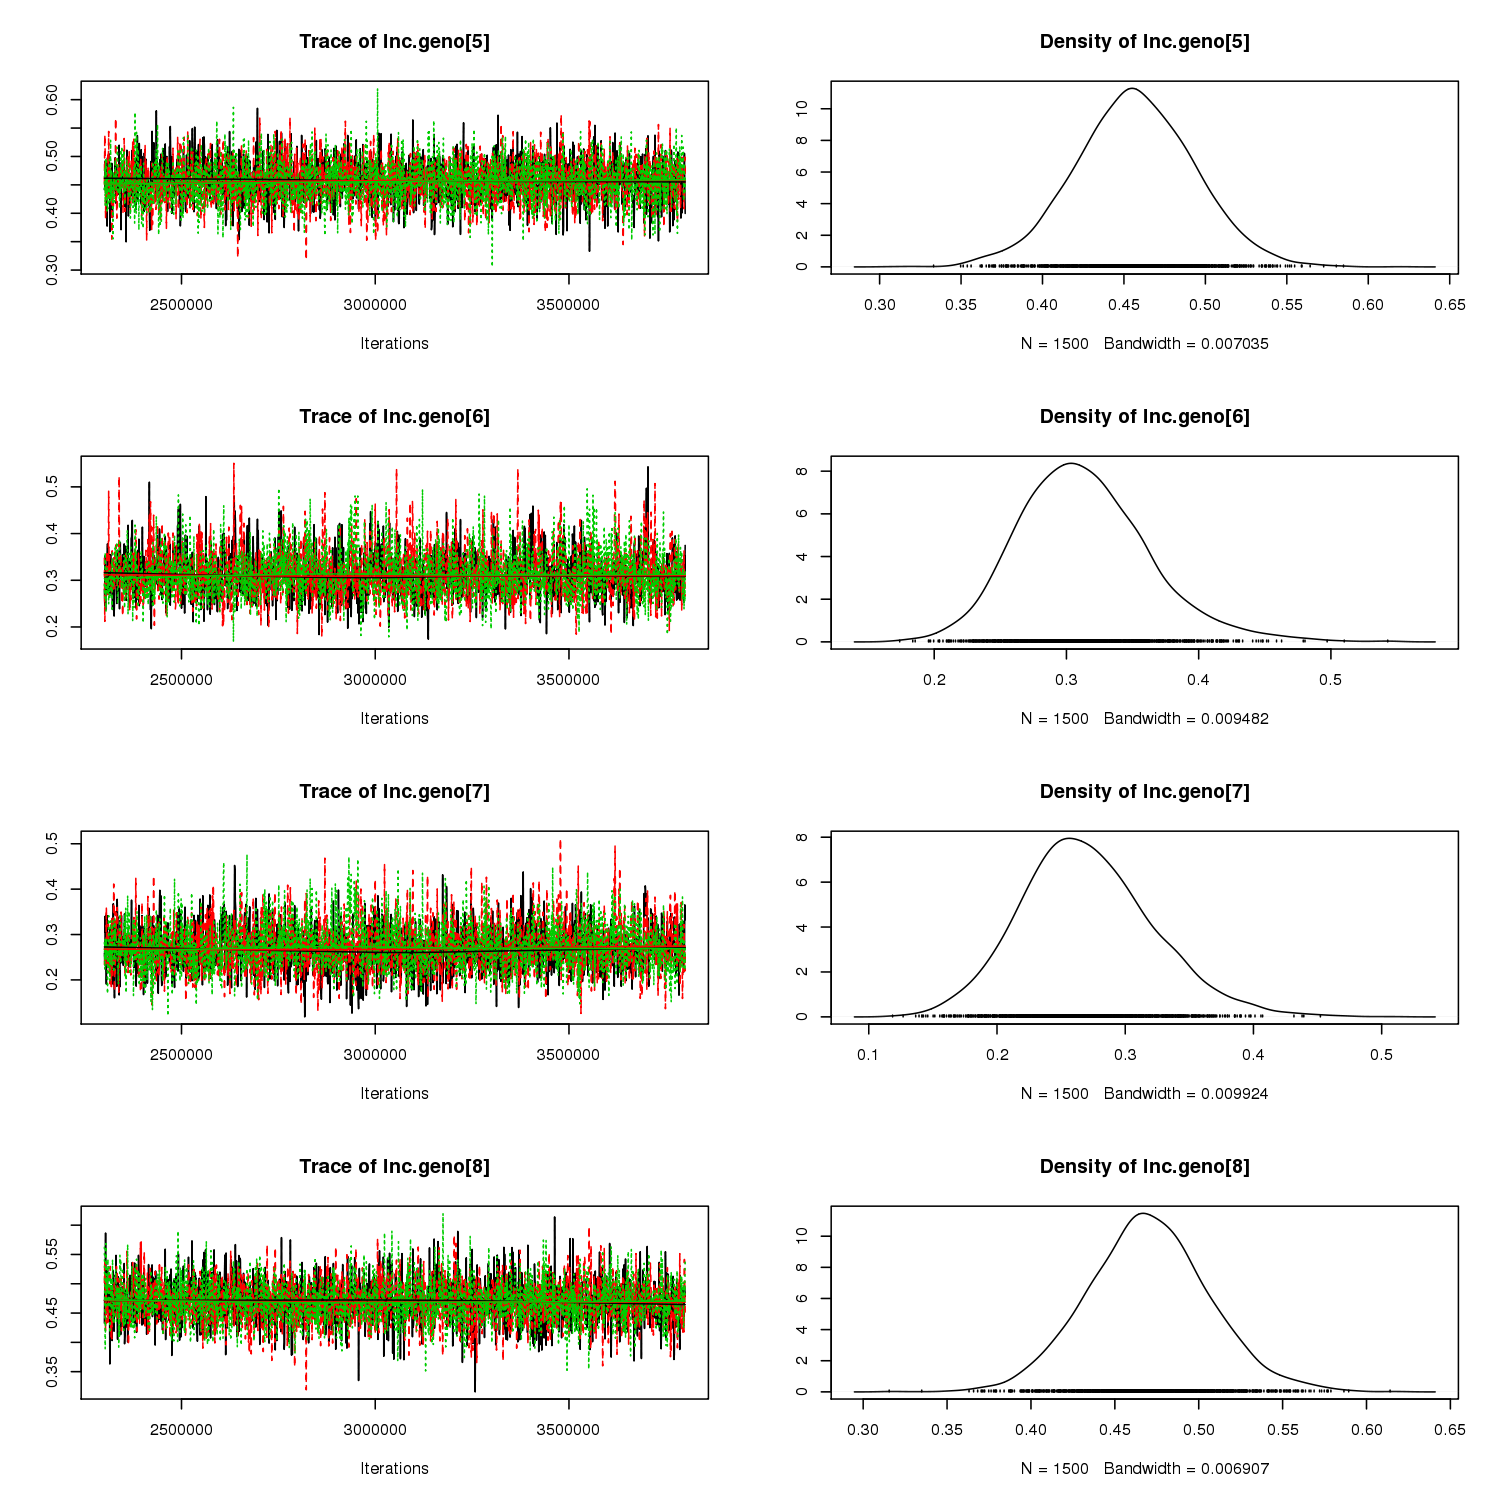 Trace of Inc.geno[5]
0.30 0.40 0.50 0.60
2500000 3000000 3500000
Iterations
Density of Inc.geno[5]
0 2 4 6 8 10
0.30 0.35 0.40 0.45 0.50 0.55 0.60 0.65
N = 1500 Bandwidth = 0.007035
Trace of Inc.geno[6]
0.2 0.3 0.4 0.5
2500000 3000000 3500000
Iterations
Density of Inc.geno[6]
0 2 4 6 8
0.2 0.3 0.4 0.5
N = 1500 Bandwidth = 0.009482
Trace of Inc.geno[7]
0.2 0.3 0.4 0.5
2500000 3000000 3500000
Iterations
Density of Inc.geno[7]
0 2 4 6 8
0.1 0.2 0.3 0.4 0.5
N = 1500 Bandwidth = 0.009924
Trace of Inc.geno[8]
0.35 0.45 0.55
2500000 3000000 3500000
Iterations
Density of Inc.geno[8]
0 2 4 6 8 10
0.30 0.35 0.40 0.45 0.50 0.55 0.60 0.65
N = 1500 Bandwidth = 0.006907